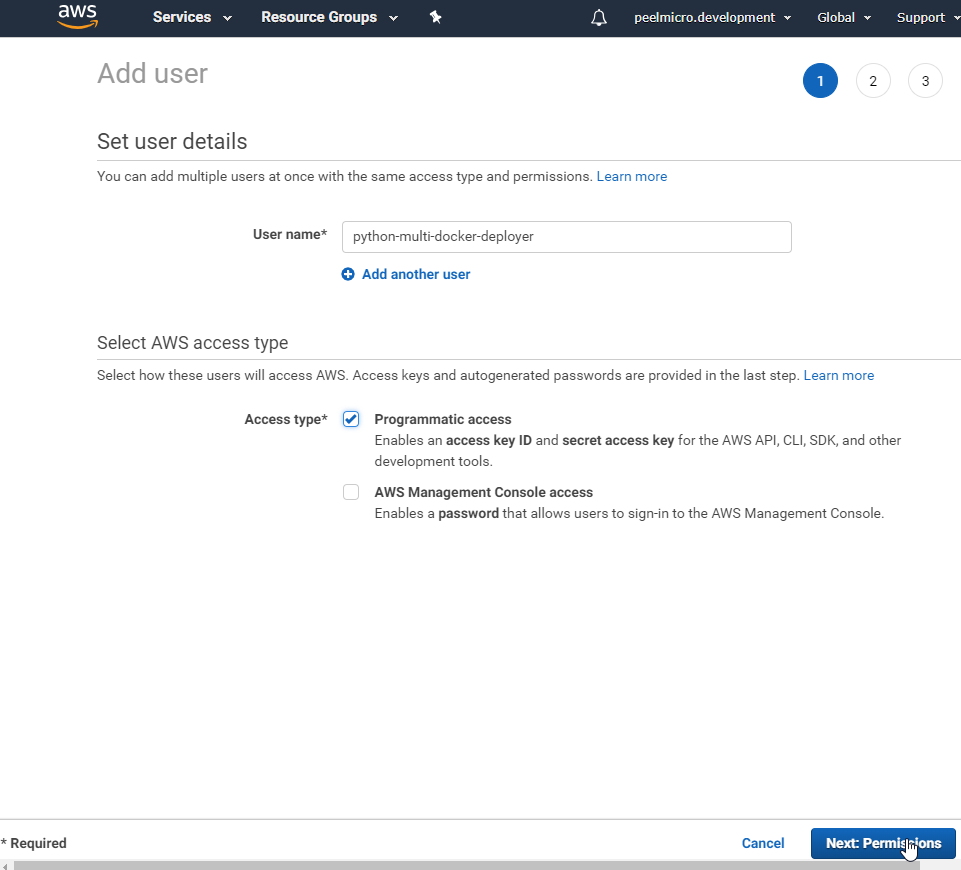 aws Services Resource Groups peelmicro.development Global Support
Add user
1 2 3
Set user details
You can add multiple users at once with the same access type and permissions. Learn more
User name* python-multi-docker-deployer
Add another user
Select AWS access type
Select how these users will access AWS. Access keys and autogenerated passwords are provided in the last step. Learn more
Access type* Programmatic access
Enables an access key ID and secret access key for the AWS API, CLI, SDK, and other
development tools.
AWS Management Console access
Enables a password that allows users to sign-in to the AWS Management Console.
* Required Cancel Next: Permissions